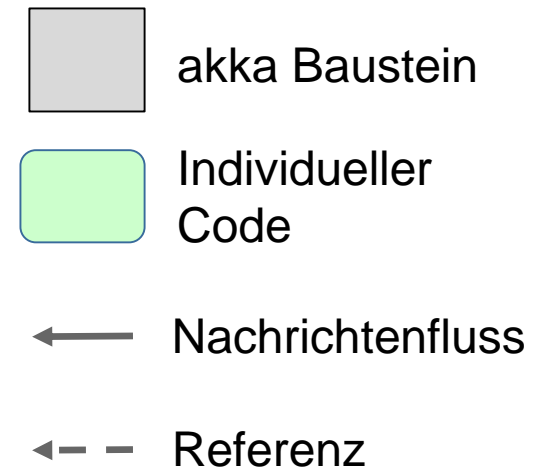 akka Baustein
Individueller
Code
Nachrichtenfluss
Referenz